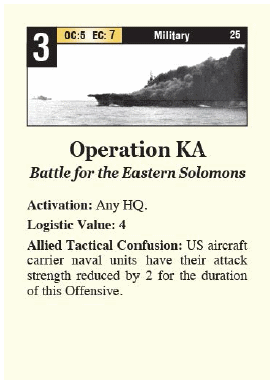 3
OC:5 EC:7 Military 25
Operation KA
Battle for the Eastern Solomons
Activation: Any HQ.
Logistic Value: 4
Allied Tactical Confusion: US aircraft
carrier naval units have their attack
strength reduced by 2 for the duration
of this Offensive.